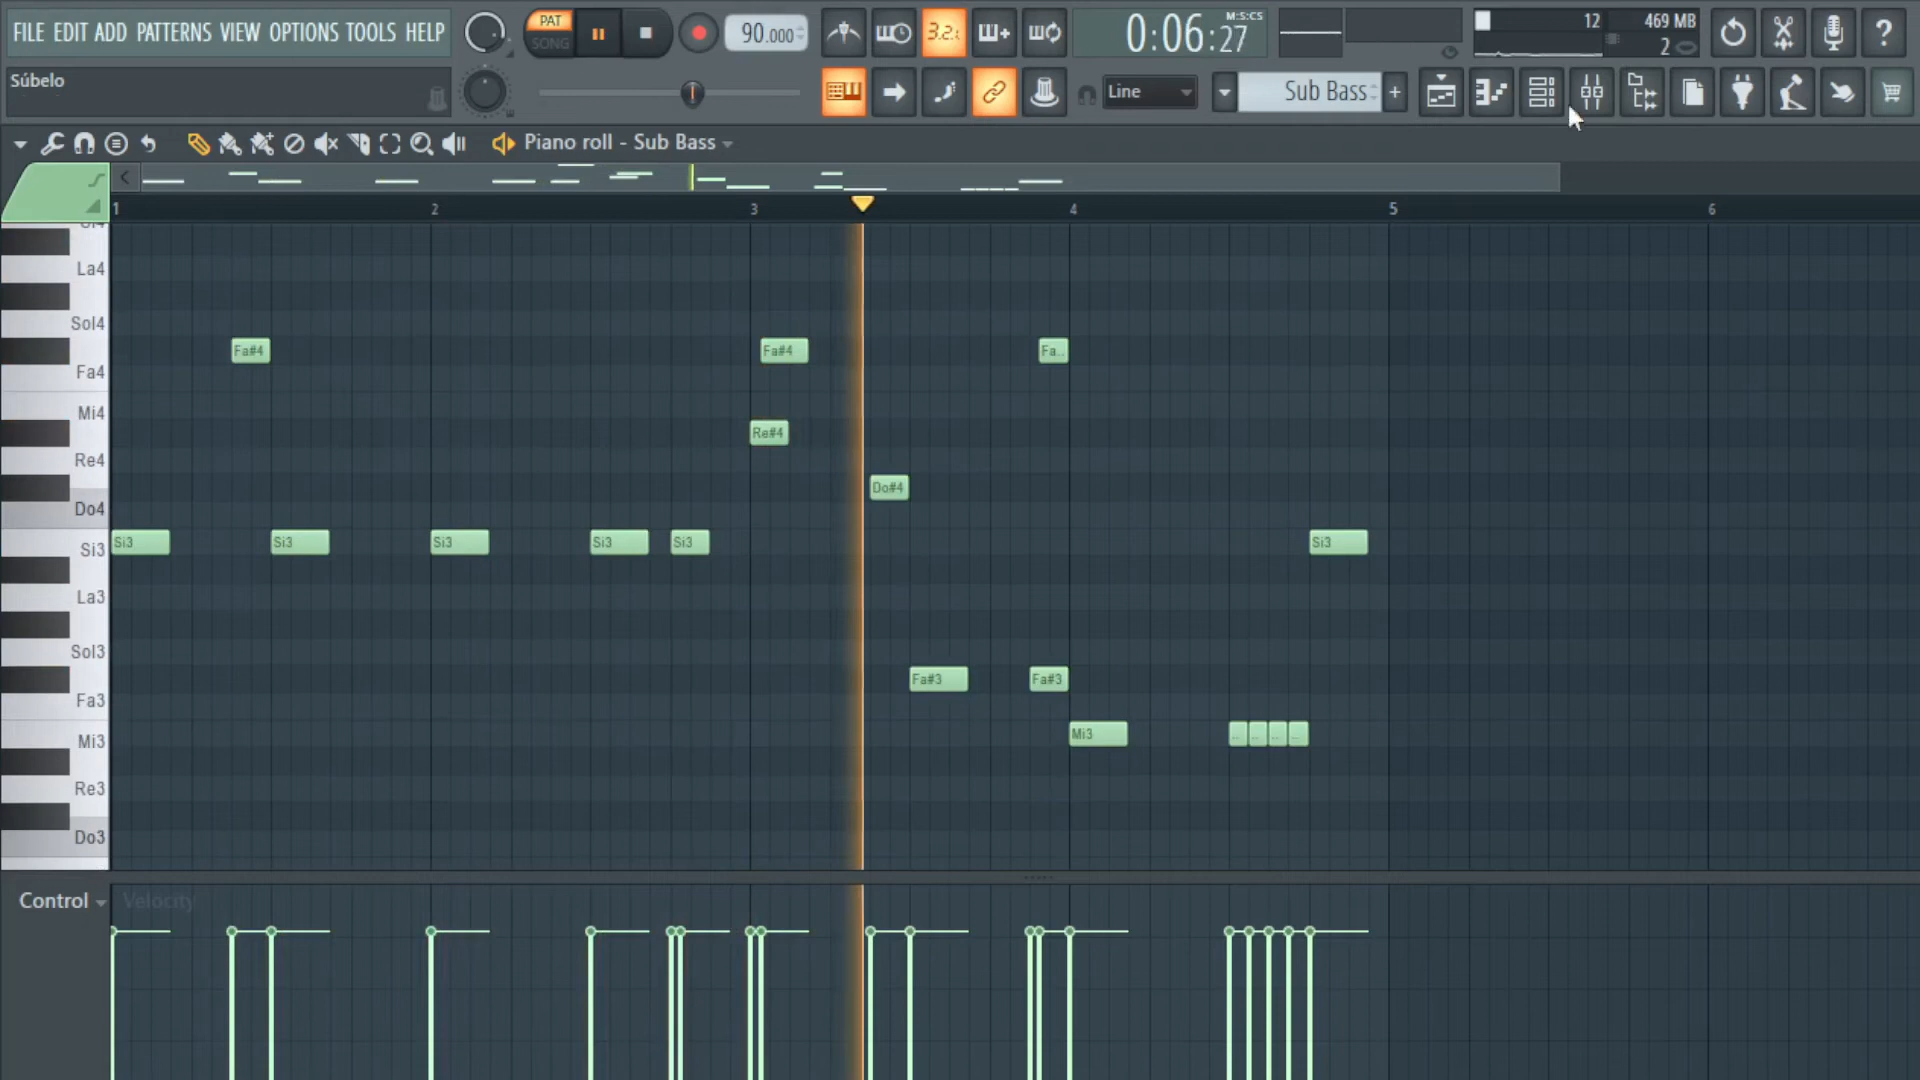 FILE EDIT ADD PATTERNS VIEW OPTIONS TOOLS HELP
PAT
SONG
90.000
3.2.
0:06:27
M:S:CS
12
469 MB
2
?
Súbelo
Line
Sub Bass
+
Piano roll - Sub Bass
1 2 3 4 5 6
La4
Sol4
Fa#4 Fa#4 Fa..
Fa4
Mi4
Re#4
Re4
Do#4
Do4
Si3 Si3 Si3 Si3 Si3 Si3
Si3
La3
Sol3
Fa#3 Fa#3
Fa3
Mi3
Mi3
Re3
Do3
Control
Velocity